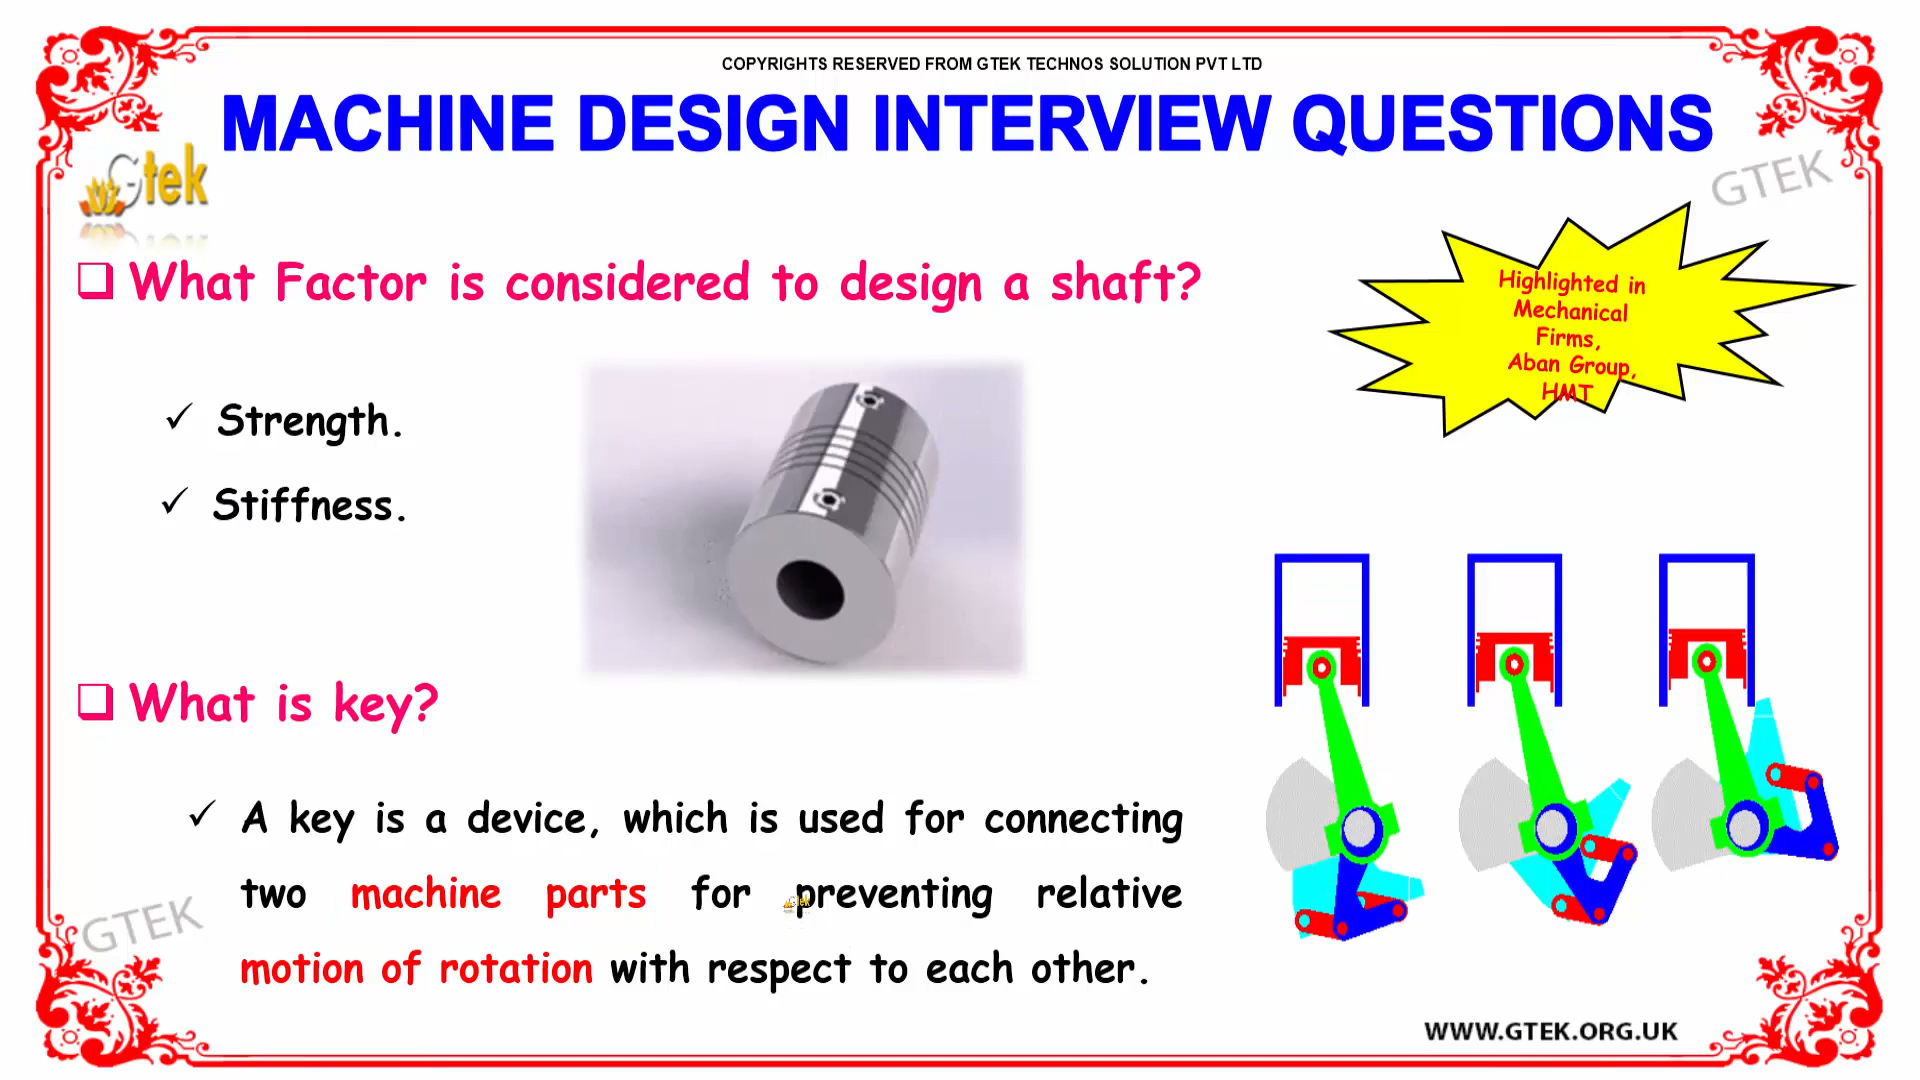 COPYRIGHTS RESERVED FROM GTEK TECHNOS SOLUTION PVT LTD
MACHINE DESIGN INTERVIEW QUESTIONS
Gtek
GTEK
What Factor is considered to design a shaft?
Highlighted in
Mechanical
Firms,
Aban Group,
HMT
Strength.
Stiffness.
What is key?
A key is a device, which is used for connecting
two machine parts for preventing relative
motion of rotation with respect to each other.
GTEK
WWW.GTEK.ORG.UK